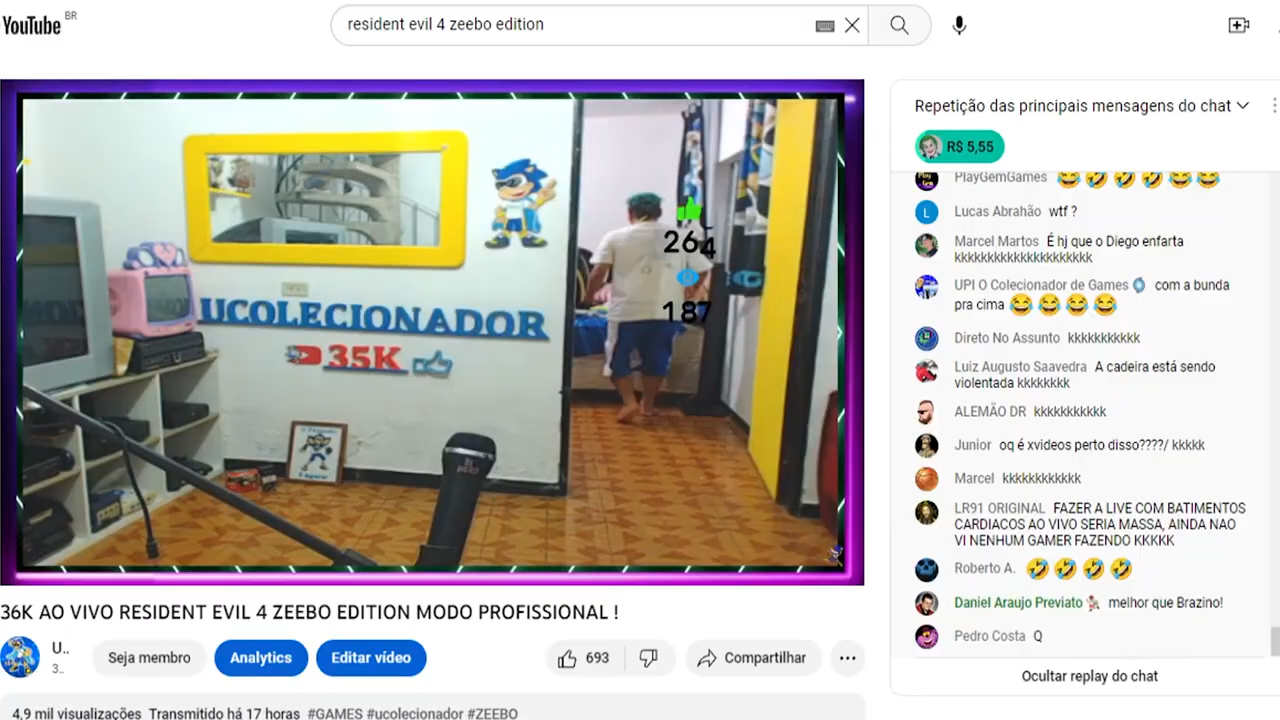 YouTube BR
resident evil 4 zeebo edition
Repetição das principais mensagens do chat
R$ 5,55
PlayGemGames 😂🤣🤣🤣😂😂
Lucas Abrahão wtf ?
Marcel Martos É hj que o Diego enfarta
kkkkkkkkkkkkkkkkkkkkk
UPI O Colecionador de Games com a bunda
pra cima 😂😂😂😂
Direto No Assunto kkkkkkkkkkk
Luiz Augusto Saavedra A cadeira está sendo
violentada kkkkkkkk
ALEMÃO DR kkkkkkkkkkk
Junior oq é xvideos perto disso????/ kkkkk
Marcel kkkkkkkkkkkk
LR91 ORIGINAL FAZER A LIVE COM BATIMENTOS
CARDIACOS AO VIVO SERIA MASSA, AINDA NAO
VI NENHUM GAMER FAZENDO KKKKK
Roberto A. 🤣🤣🤣🤣
Daniel Araujo Previato melhor que Brazino!
Pedro Costa Q
Ocultar replay do chat
264
187
UCOLECIONADOR
35K
36K AO VIVO RESIDENT EVIL 4 ZEEBO EDITION MODO PROFISSIONAL !
U..
3..
Seja membro
Analytics
Editar vídeo
693
Compartilhar
4,9 mil visualizações Transmitido há 17 horas #GAMES #ucolecionador #ZEEBO